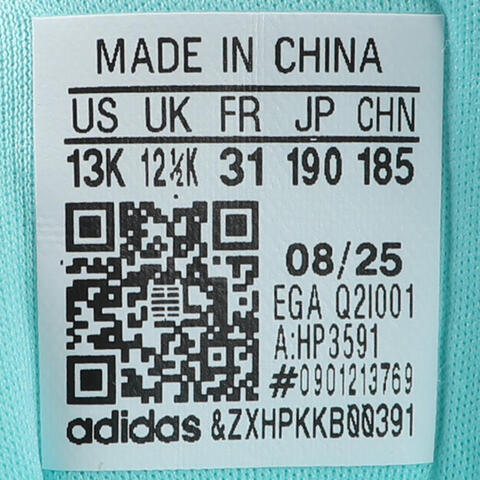 MADE IN CHINA
US UK FR JP CHN
13K 12½K 31 190 185
08/25
EGA Q2I001
A:HP3591
#0901213769
adidas &ZXHPKKB00391